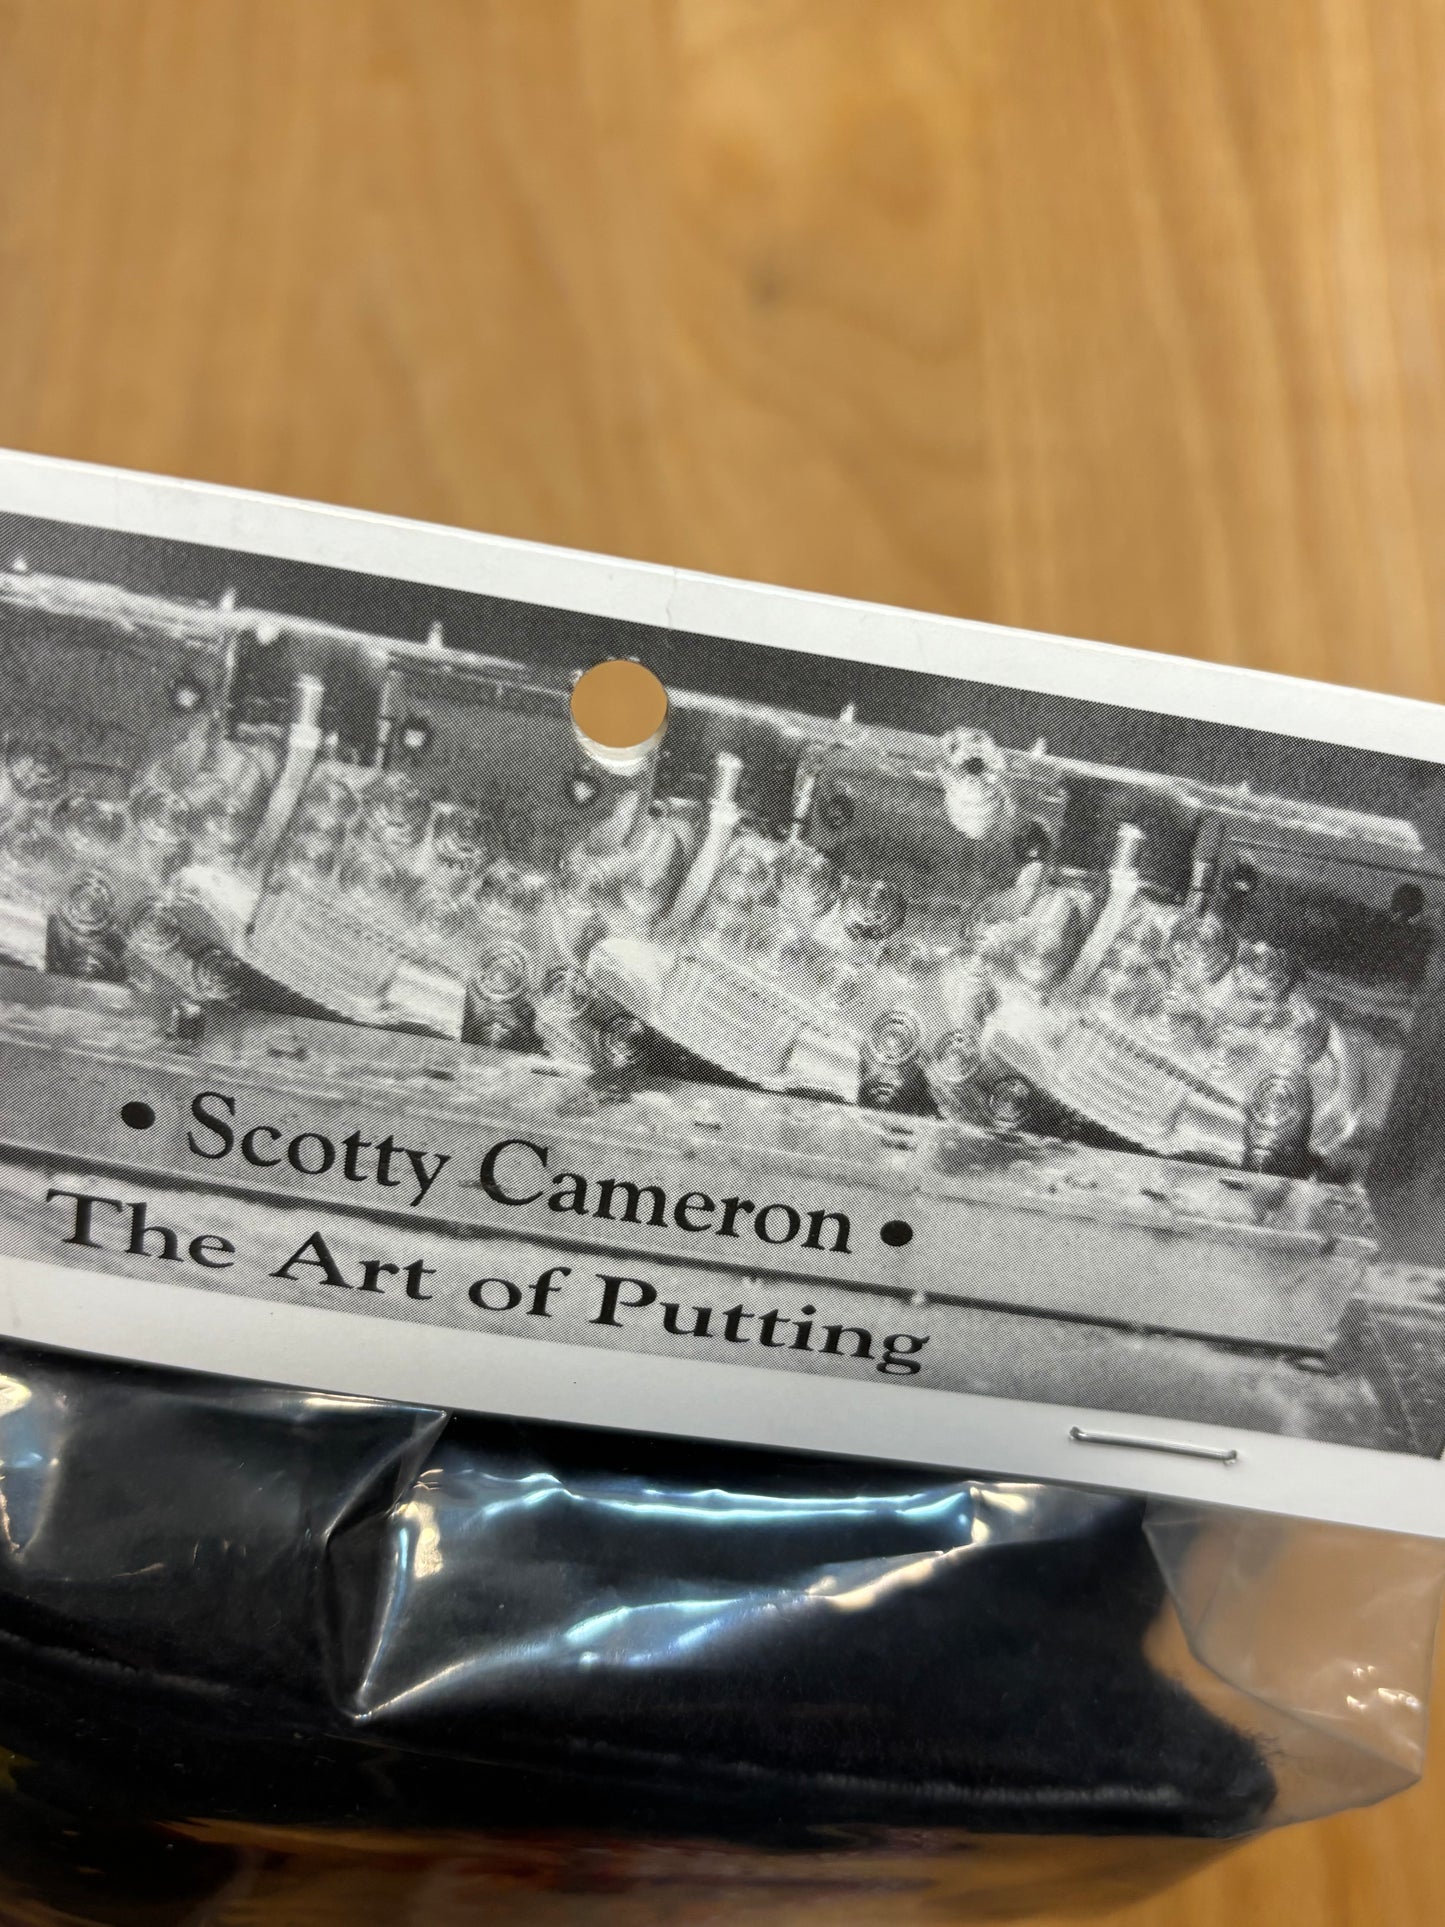 • Scotty Cameron •
The Art of Putting